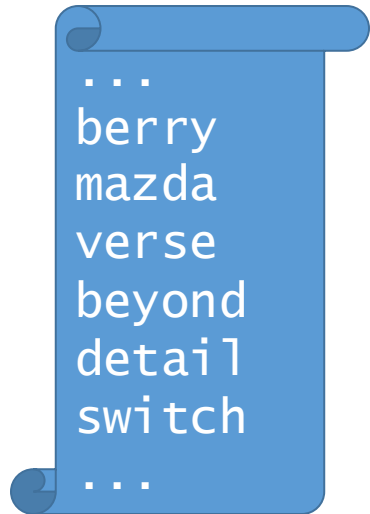 ...
berry
mazda
verse
beyond
detail
switch
...